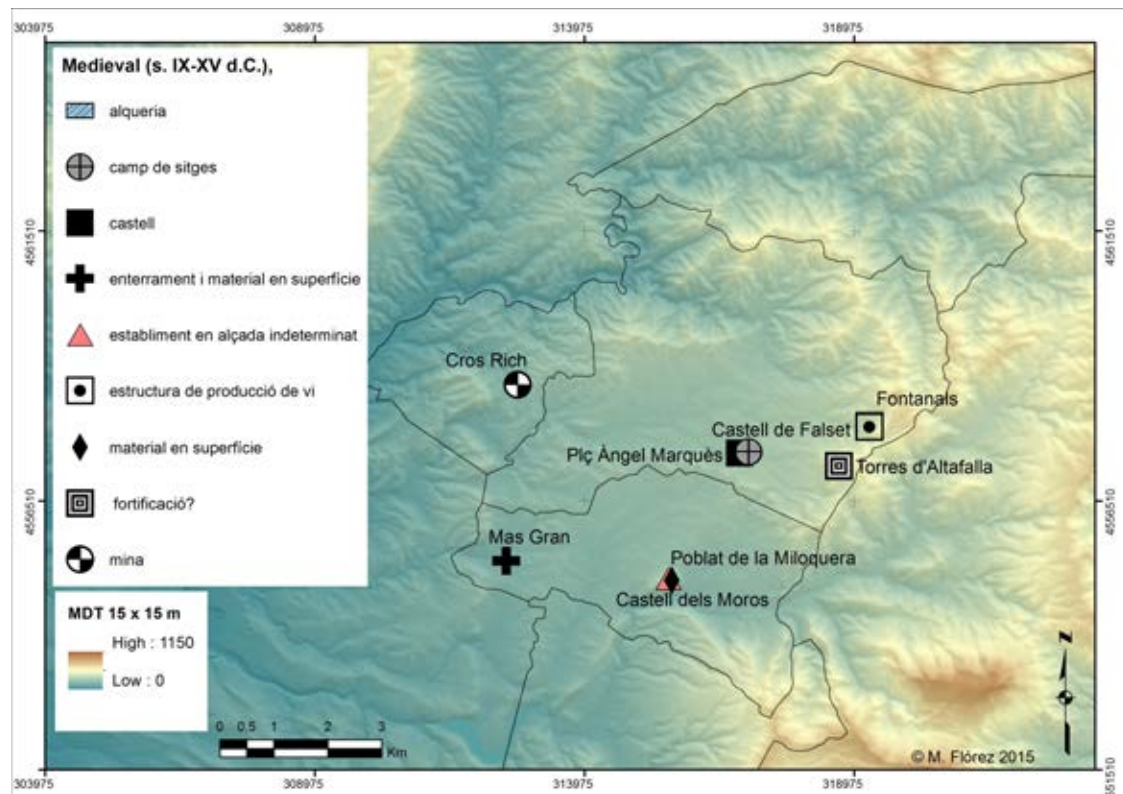 303975 308975 313975 318975
Medieval (s. IX-XV d.C.),
alqueria
camp de sitges
castell
enterrament i material en superfície
establiment en alçada indeterminat
estructura de producció de vi
material en superfície
fortificació?
mina
MDT 15 x 15 m
High : 1150
Low : 0
0 0.5 1 2 3
Km
4561510
4556510
4561510
4556510
4551510
Cros Rich
Fontanals
Castell de Falset
Plç Àngel Marquès
Torres d'Altafalla
Mas Gran
Poblat de la Miloquera
Castell dels Moros
N
© M. Flórez 2015
303975 308975 313975 318975